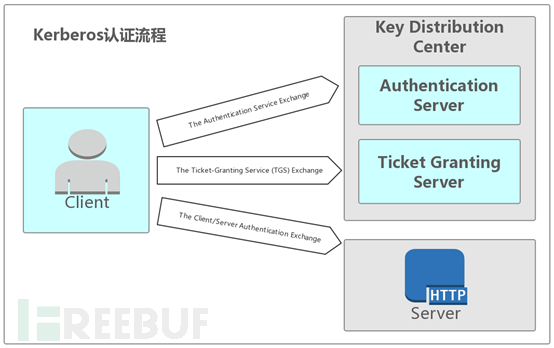 Kerberos认证流程
Key Distribution
Center
Authentication
Server
The Authentication Service Exchange
Ticket Granting
Server
The Ticket-Granting Service (TGS) Exchange
Client
The Client/Server Authentication Exchange
HTTP
Server
FREEBUF